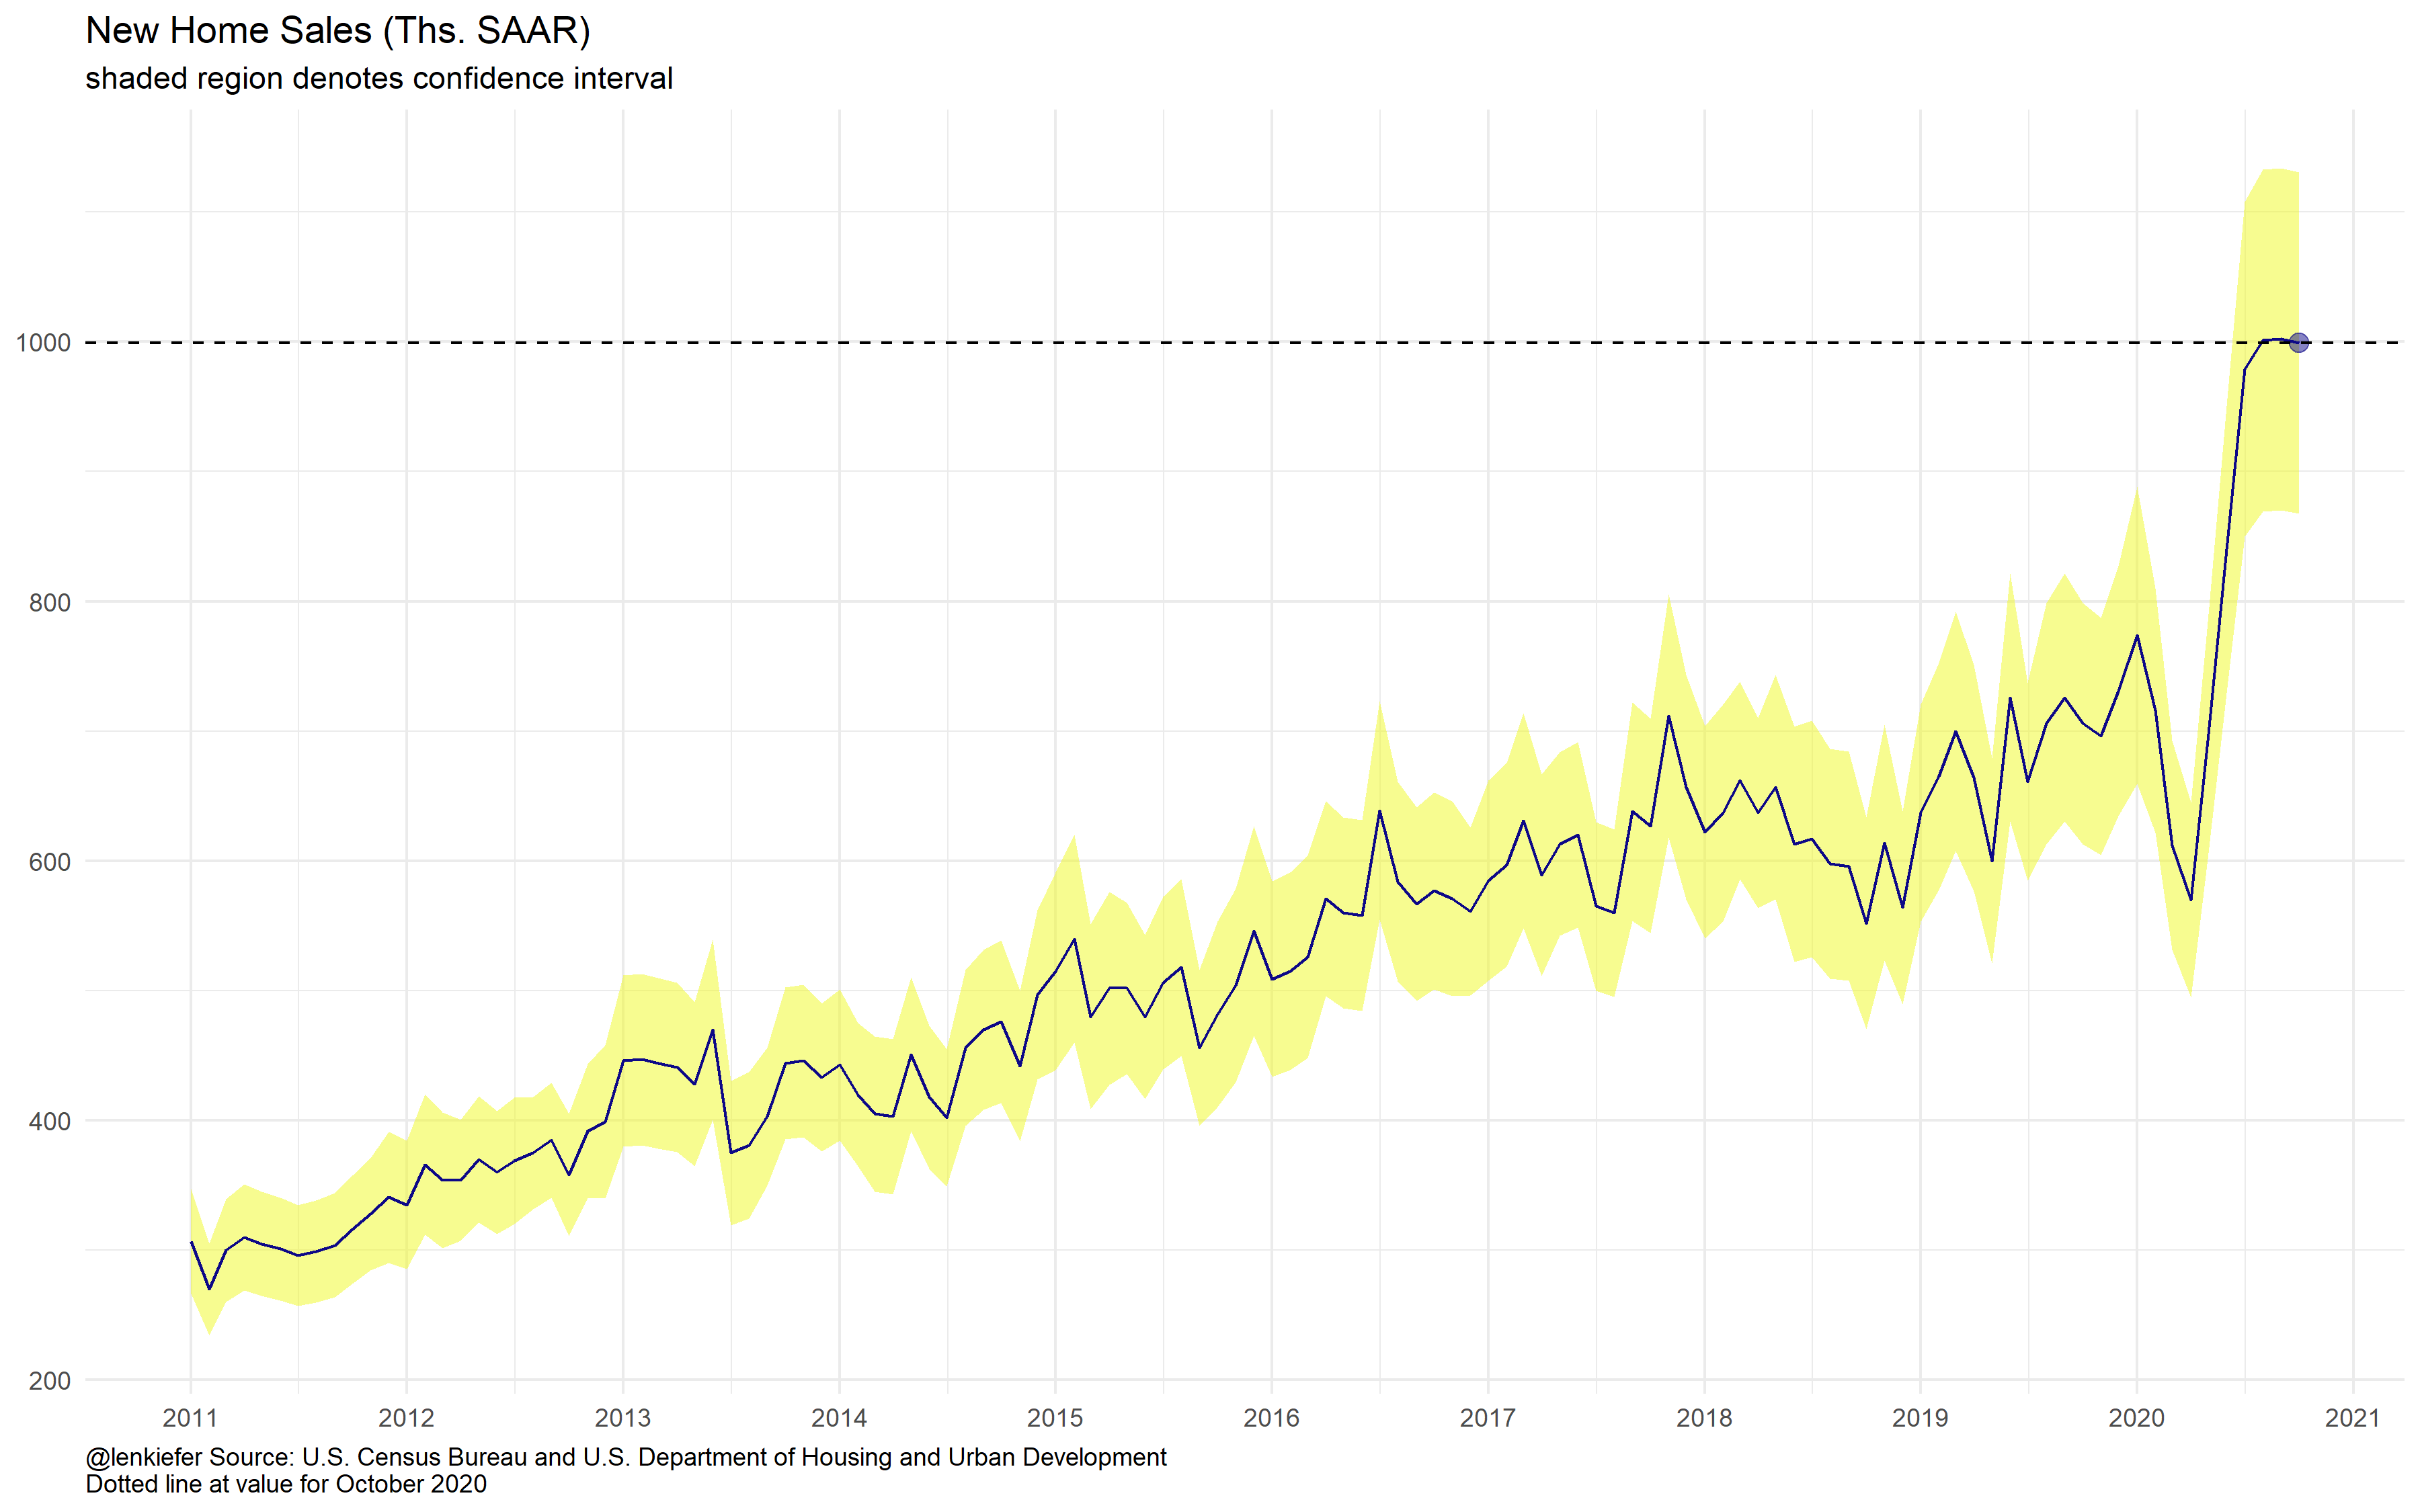 New Home Sales (Ths. SAAR)
shaded region denotes confidence interval
1000
800
600
400
200
2011 2012 2013 2014 2015 2016 2017 2018 2019 2020 2021
@lenkiefer Source: U.S. Census Bureau and U.S. Department of Housing and Urban Development
Dotted line at value for October 2020